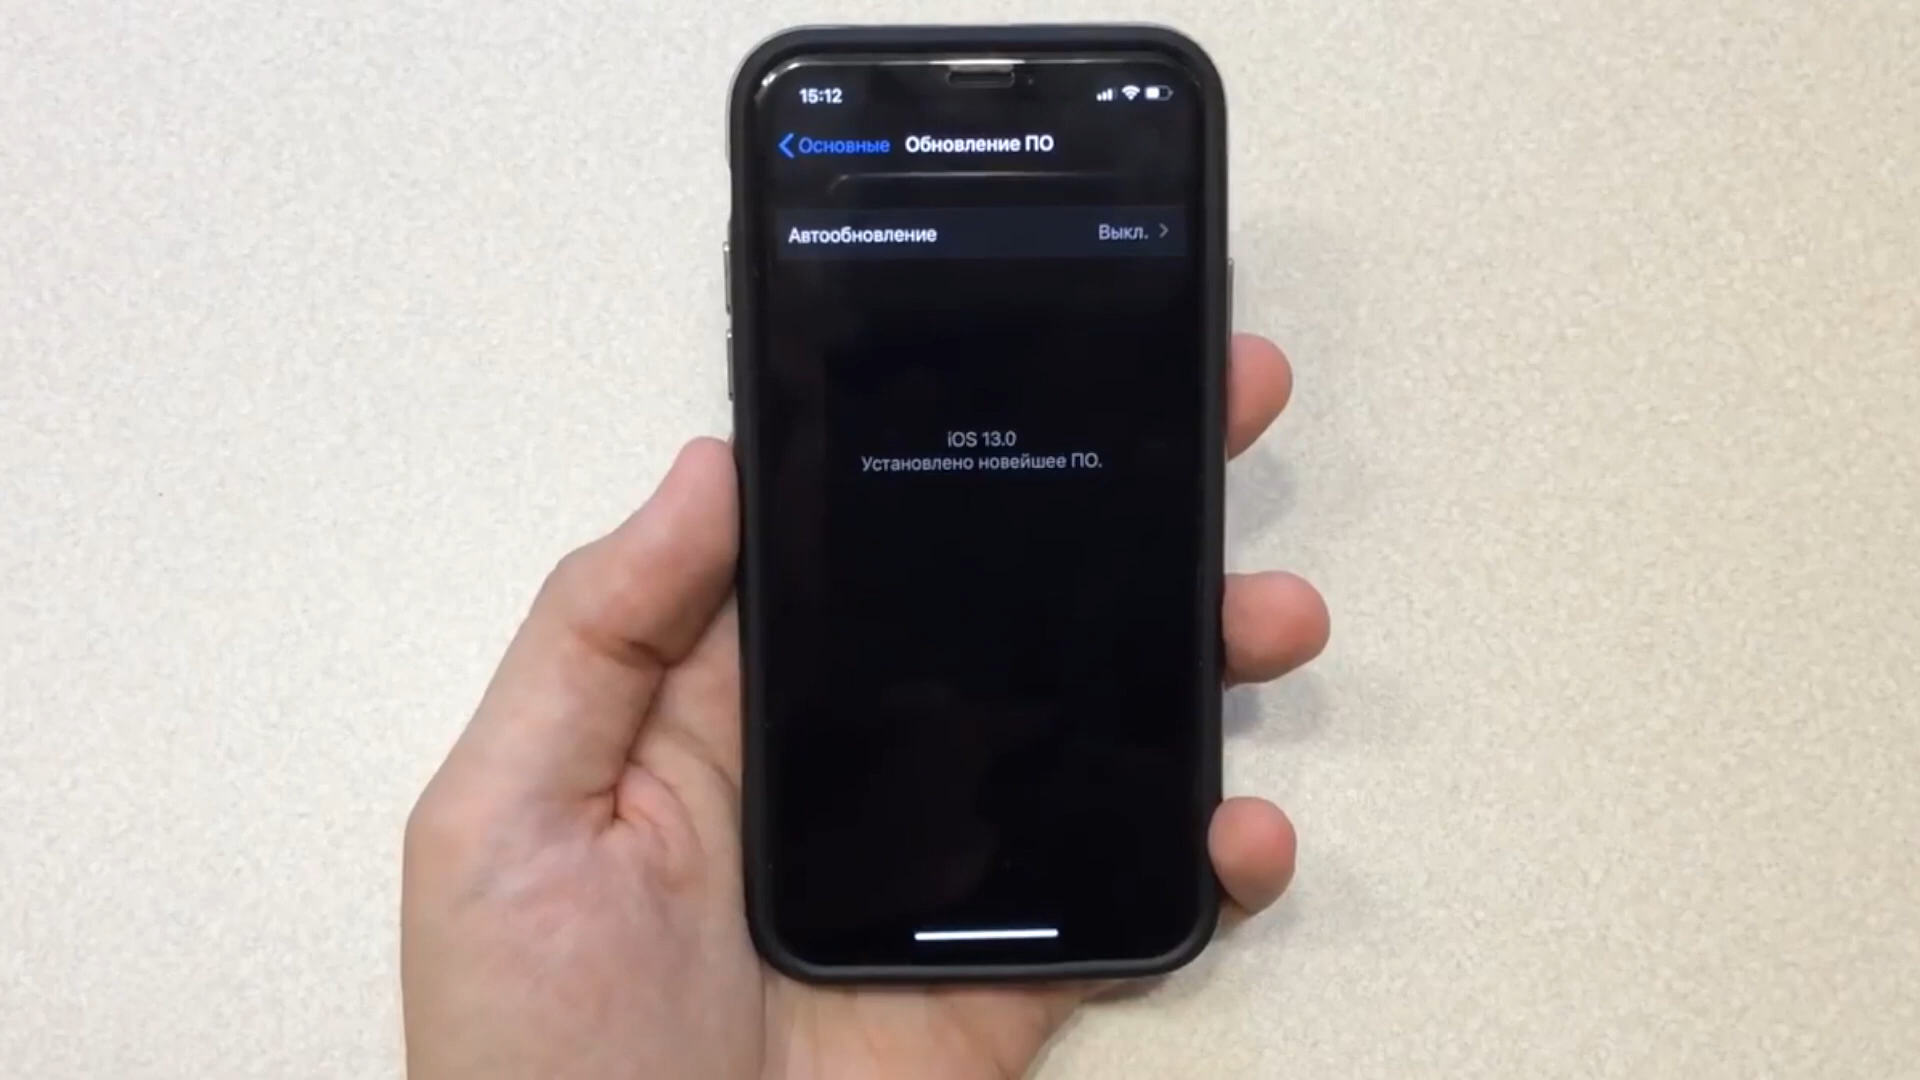 15:12
Основные Обновление ПО
Автообновление Выкл.
iOS 13.0
Установлено новейшее ПО.